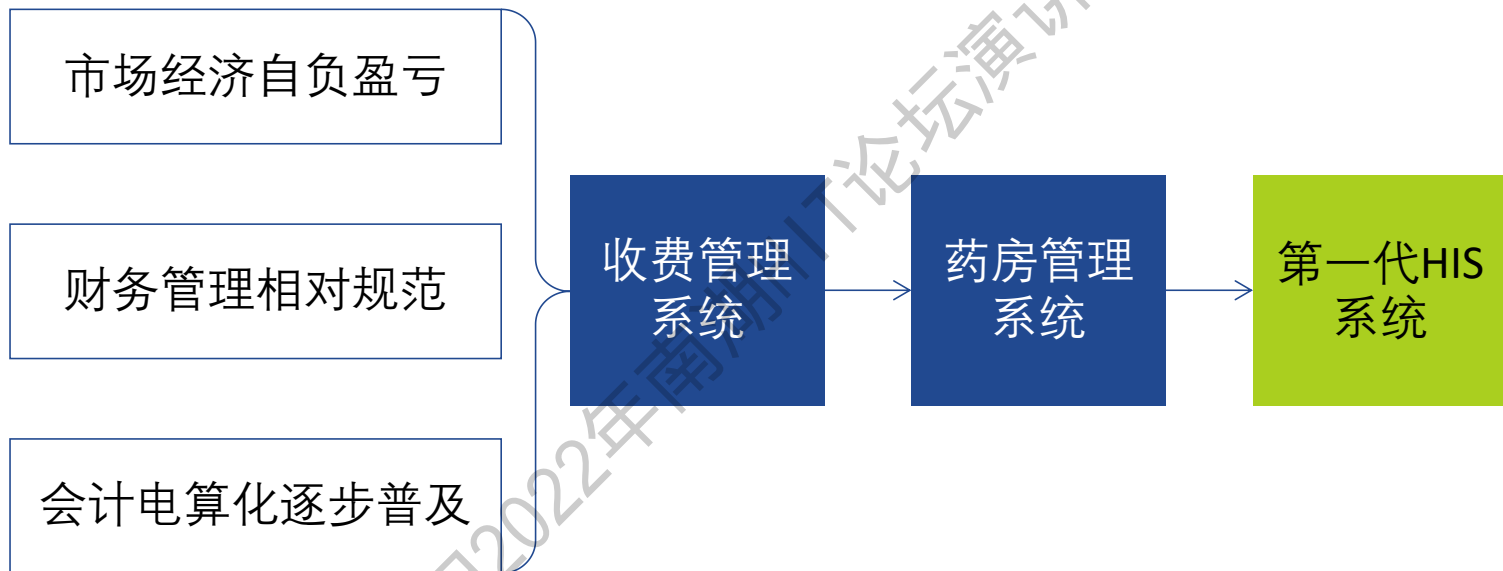 市场经济自负盈亏
财务管理相对规范
会计电算化逐步普及
收费管理
系统
药房管理
系统
第一代HIS
系统
2022年南湖HIT论坛演讲